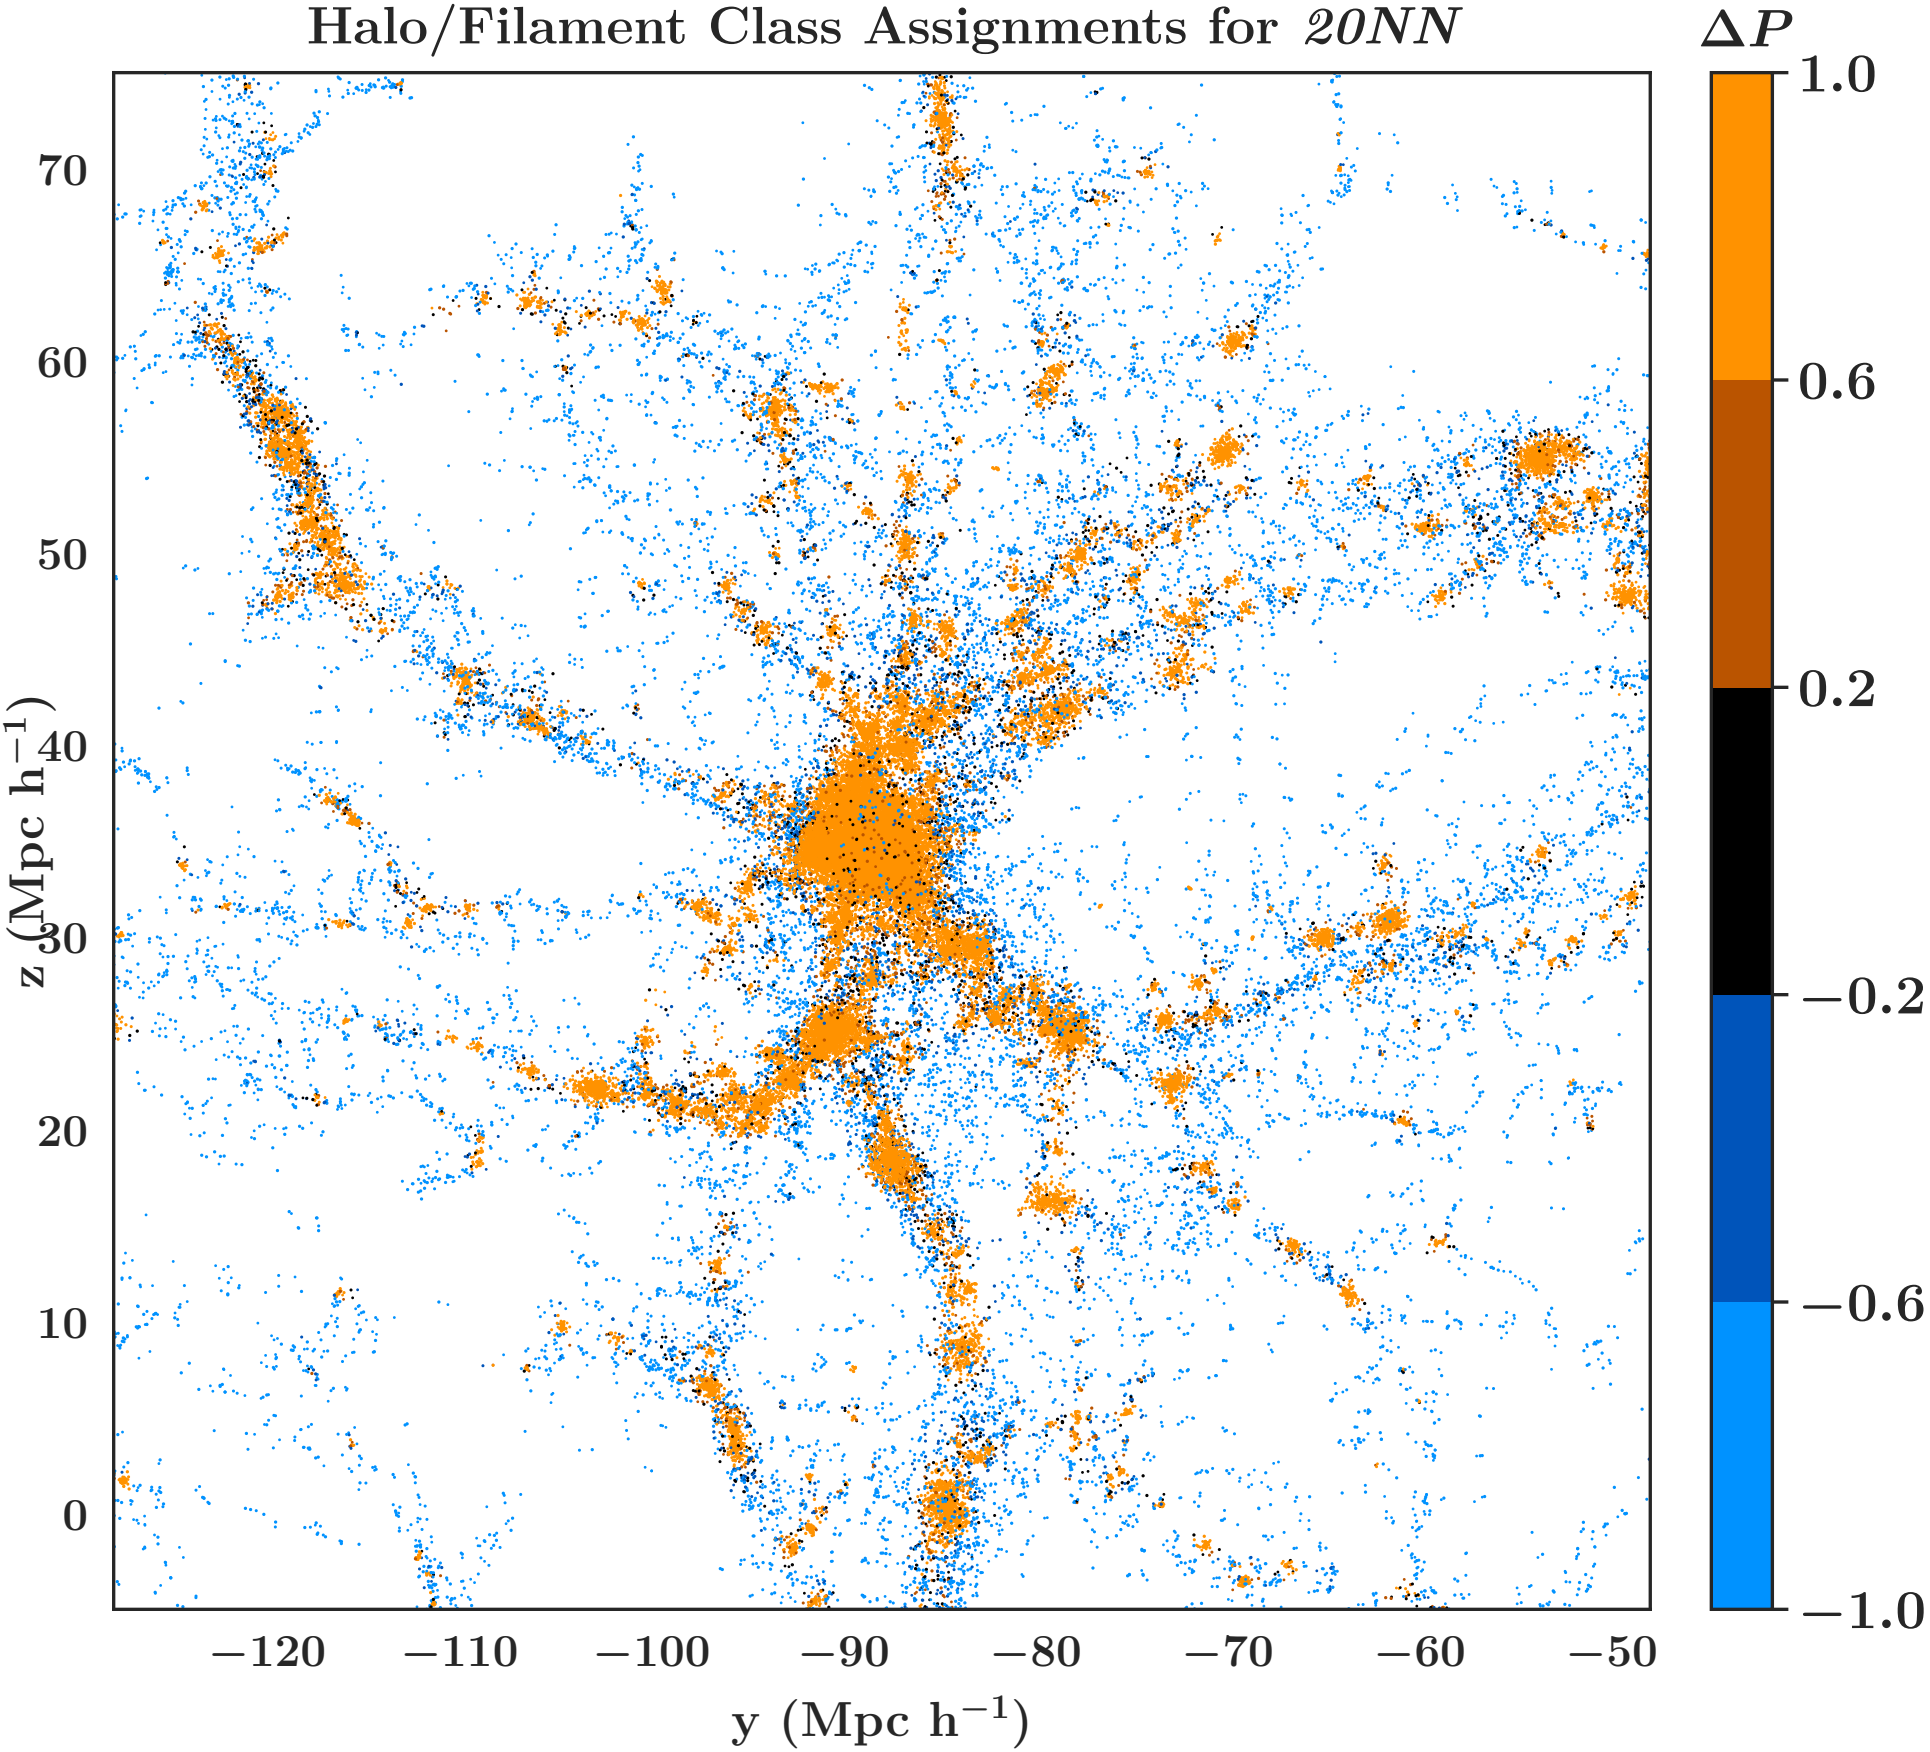 Halo/Filament Class Assignments for 20NN
ΔP
1.0
0.6
0.2
−0.2
−0.6
−1.0
z (Mpc h⁻¹)
70
60
50
40
30
20
10
0
−120 −110 −100 −90 −80 −70 −60 −50
y (Mpc h⁻¹)